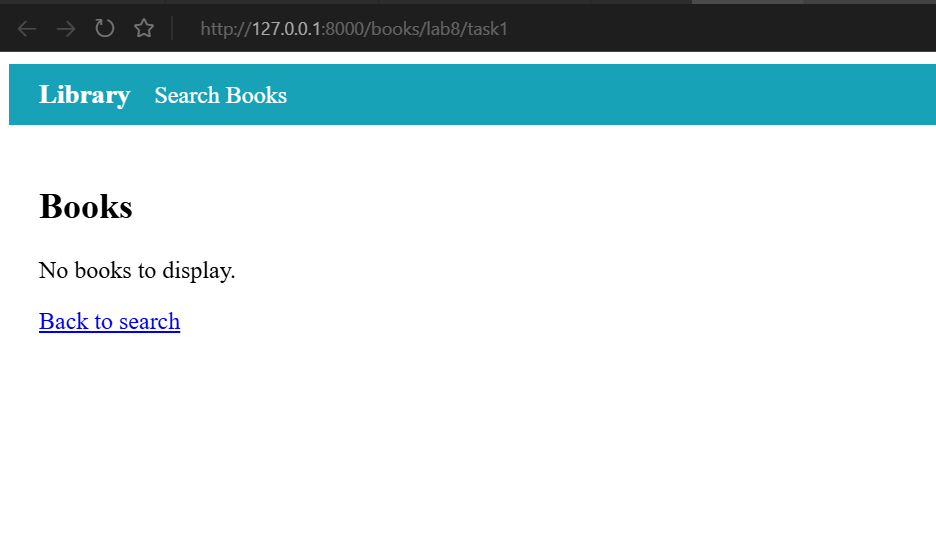 http://127.0.0.1:8000/books/lab8/task1
Library Search Books
Books
No books to display.
Back to search